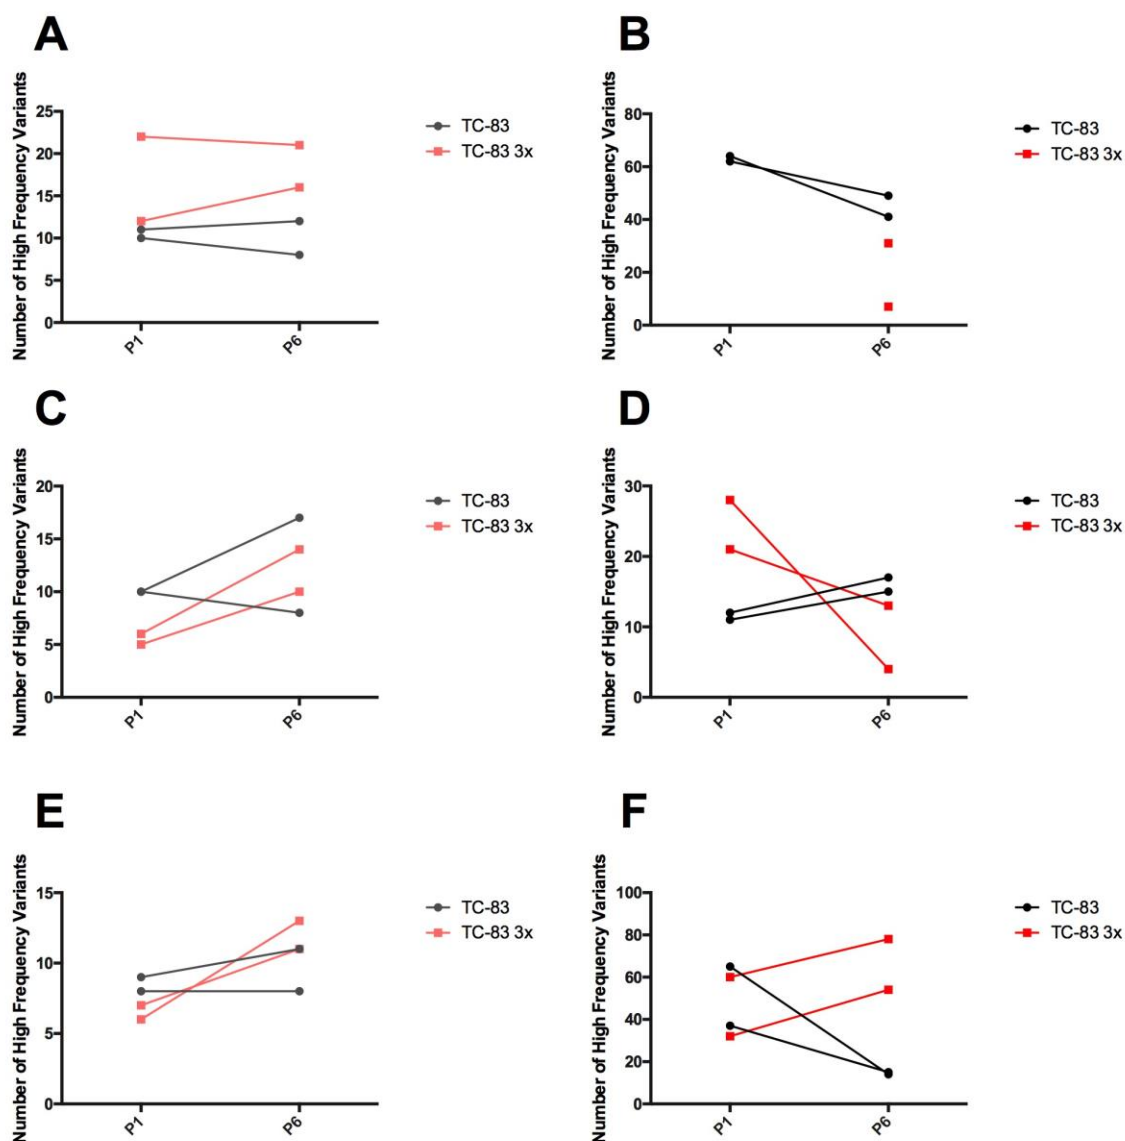 A
Number of High Frequency Variants
25
20
15
10
5
0
P1
P6
TC-83
TC-83 3x
B
Number of High Frequency Variants
80
60
40
20
0
P1
P6
TC-83
TC-83 3x
C
Number of High Frequency Variants
20
15
10
5
0
P1
P6
TC-83
TC-83 3x
D
Number of High Frequency Variants
30
20
10
0
P1
P6
TC-83
TC-83 3x
E
Number of High Frequency Variants
15
10
5
0
P1
P6
TC-83
TC-83 3x
F
Number of High Frequency Variants
100
80
60
40
20
0
P1
P6
TC-83
TC-83 3x